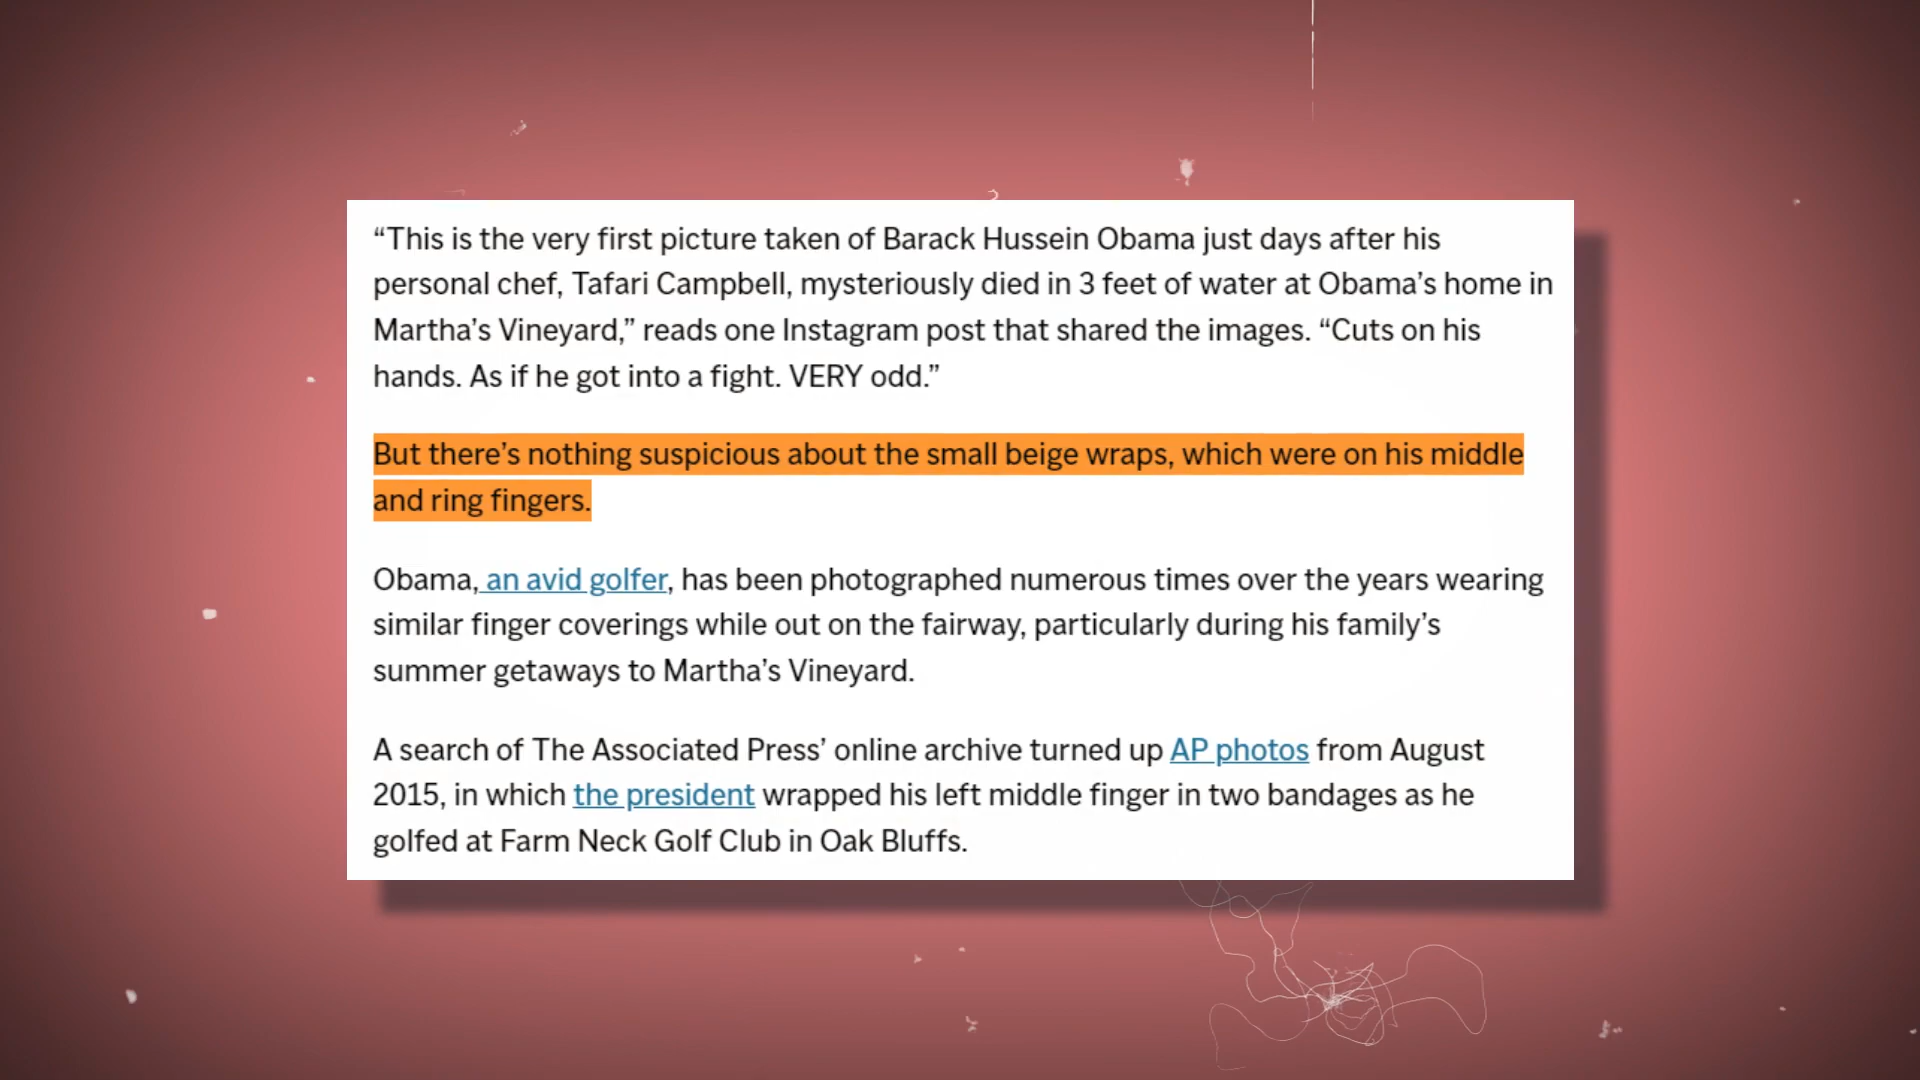 “This is the very first picture taken of Barack Hussein Obama just days after his
personal chef, Tafari Campbell, mysteriously died in 3 feet of water at Obama’s home in
Martha’s Vineyard,” reads one Instagram post that shared the images. “Cuts on his
hands. As if he got into a fight. VERY odd.”
But there’s nothing suspicious about the small beige wraps, which were on his middle
and ring fingers.
Obama, an avid golfer, has been photographed numerous times over the years wearing
similar finger coverings while out on the fairway, particularly during his family’s
summer getaways to Martha’s Vineyard.
A search of The Associated Press’ online archive turned up AP photos from August
2015, in which the president wrapped his left middle finger in two bandages as he
golfed at Farm Neck Golf Club in Oak Bluffs.